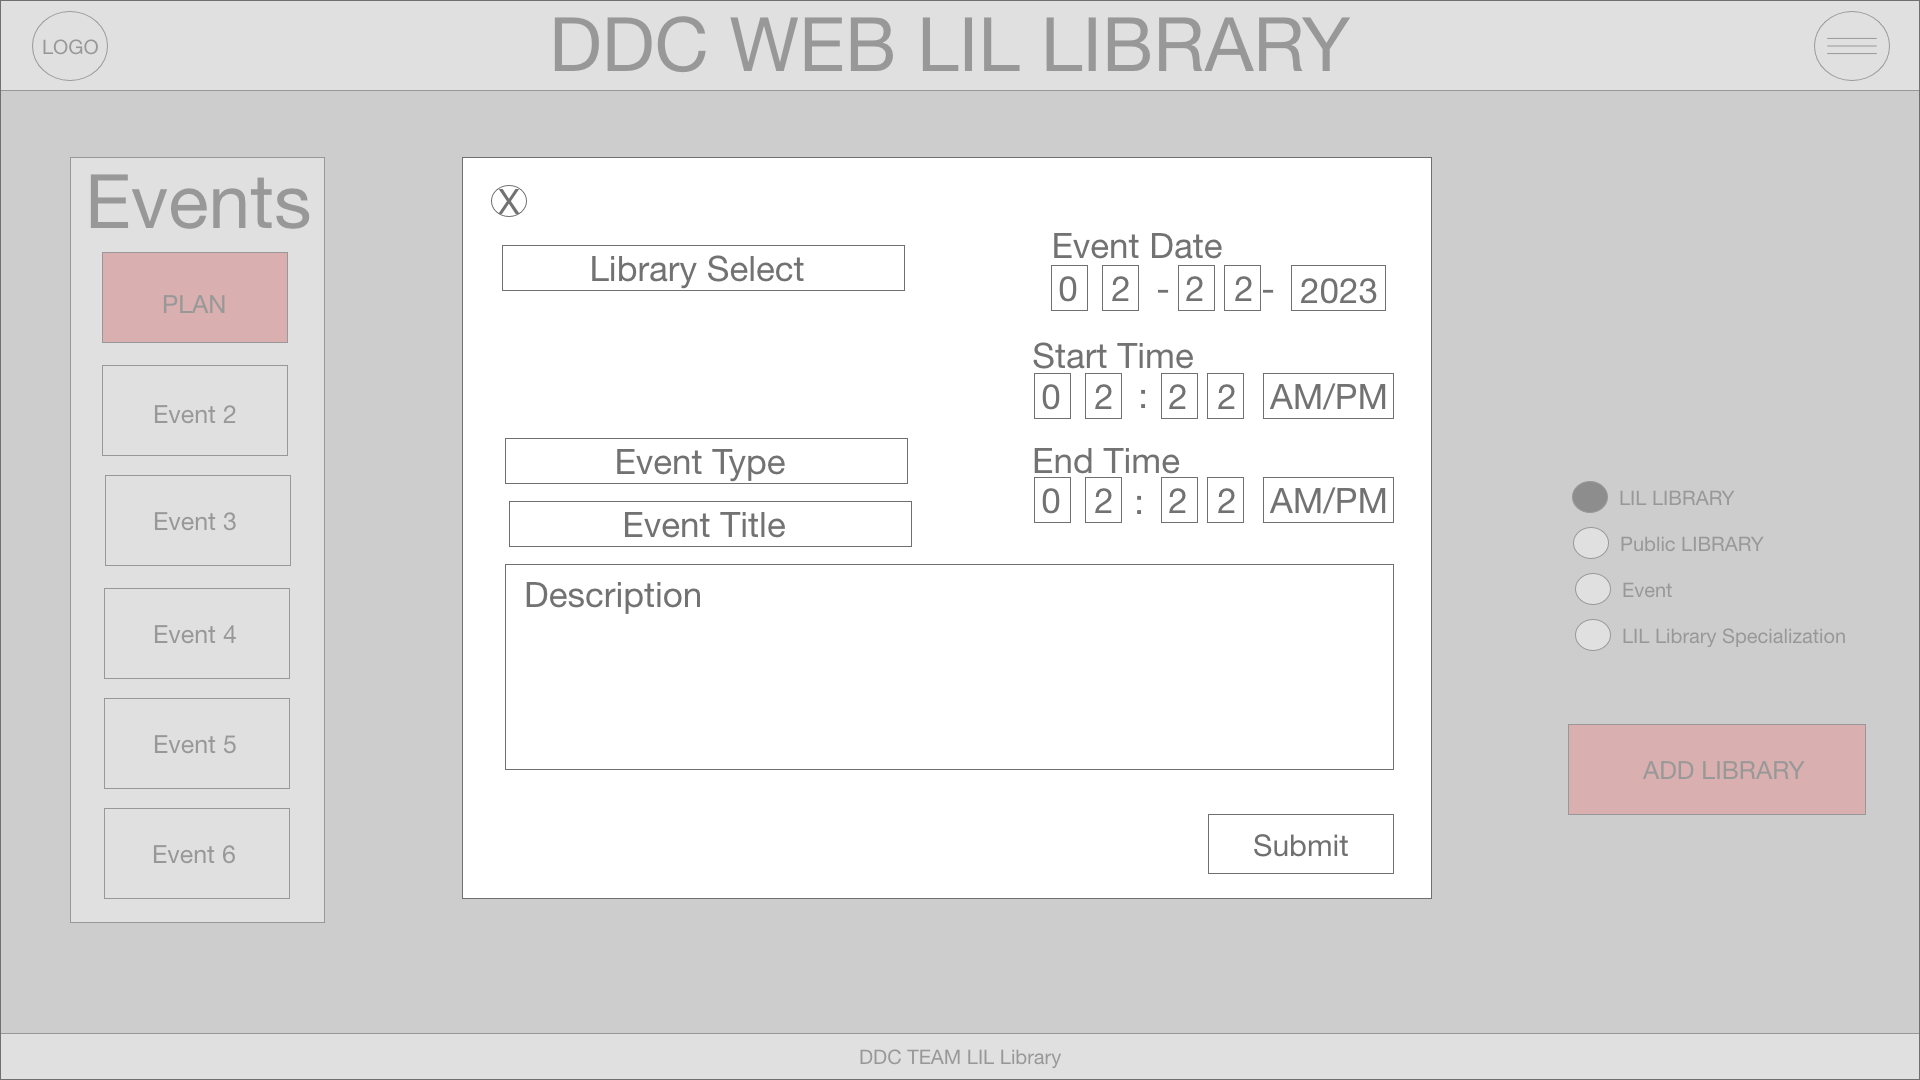 LOGO
DDC WEB LIL LIBRARY
Events
PLAN
Event 2
Event 3
Event 4
Event 5
Event 6
X
Library Select
Event Type
Event Title
Event Date
0 2 - 2 2 - 2023
Start Time
0 2 : 2 2 AM/PM
End Time
0 2 : 2 2 AM/PM
Description
Submit
LIL LIBRARY
Public LIBRARY
Event
LIL Library Specialization
ADD LIBRARY
DDC TEAM LIL Library